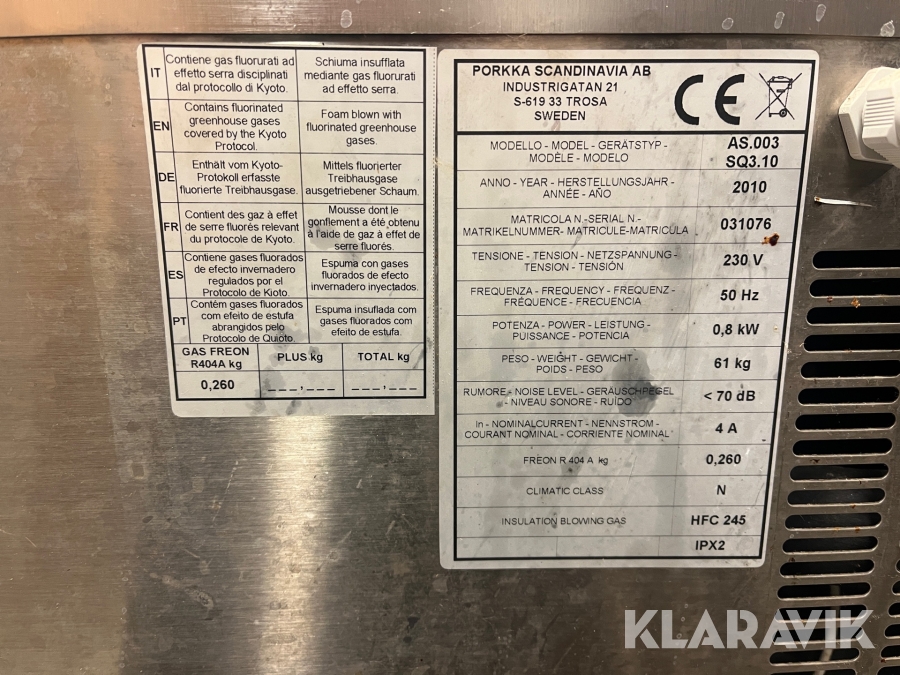 IT
Contiene gas fluorurati ad
effetto serra disciplinati
dal protocollo di Kyoto.
Schiuma insufflata
mediante gas fluorurati
ad effetto serra.
EN
Contains fluorinated
greenhouse gases
covered by the Kyoto
Protocol.
Foam blown with
fluorinated greenhouse
gases.
DE
Enthält vom Kyoto-
Protokoll erfasste
fluorierte Treibhausgase.
Mittels fluorierter
Treibhausgase
ausgetriebener Schaum.
FR
Contient des gaz à effet
de serre fluorés relevant
du protocole de Kyoto.
Mousse dont le
gonflement a été obtenu
à l'aide de gaz à effet de
serre fluorés.
ES
Contiene gases fluorados
de efecto invernadero
regulados por el
Protocolo de Kioto.
Espuma con gases
fluorados de efecto
invernadero inyectados.
PT
Contém gases fluorados
com efeito de estufa
abrangidos pelo
Protocolo de Quioto.
Espuma insuflada com
gases fluorados com
efeito de estufa.
GAS FREON
R404A kg
PLUS kg
TOTAL kg
0,260
___,___
___,___
PORKKA SCANDINAVIA AB
INDUSTRIGATAN 21
S-619 33 TROSA
SWEDEN
CE
MODELLO - MODEL - GERÄTSTYP -
MODÈLE - MODELO
AS.003
SQ3.10
ANNO - YEAR - HERSTELLUNGSJAHR -
ANNÉE - AÑO
2010
MATRICOLA N.-SERIAL N.-
MATRIKELNUMMER- MATRICULE-MATRÍCULA
031076
TENSIONE - TENSION - NETZSPANNUNG -
TENSION - TENSIÓN
230 V
FREQUENZA - FREQUENCY - FREQUENZ -
FRÉQUENCE - FRECUENCIA
50 Hz
POTENZA - POWER - LEISTUNG -
PUISSANCE - POTENCIA
0,8 kW
PESO - WEIGHT - GEWICHT -
POIDS - PESO
61 kg
RUMORE - NOISE LEVEL - GERÄUSCHPEGEL
- NIVEAU SONORE - RUÍDO
< 70 dB
In - NOMINALCURRENT - NENNSTROM -
COURANT NOMINAL - CORRIENTE NOMINAL
4 A
FREON R 404 A kg
0,260
CLIMATIC CLASS
N
INSULATION BLOWING GAS
HFC 245
IPX2
KLARAVIK